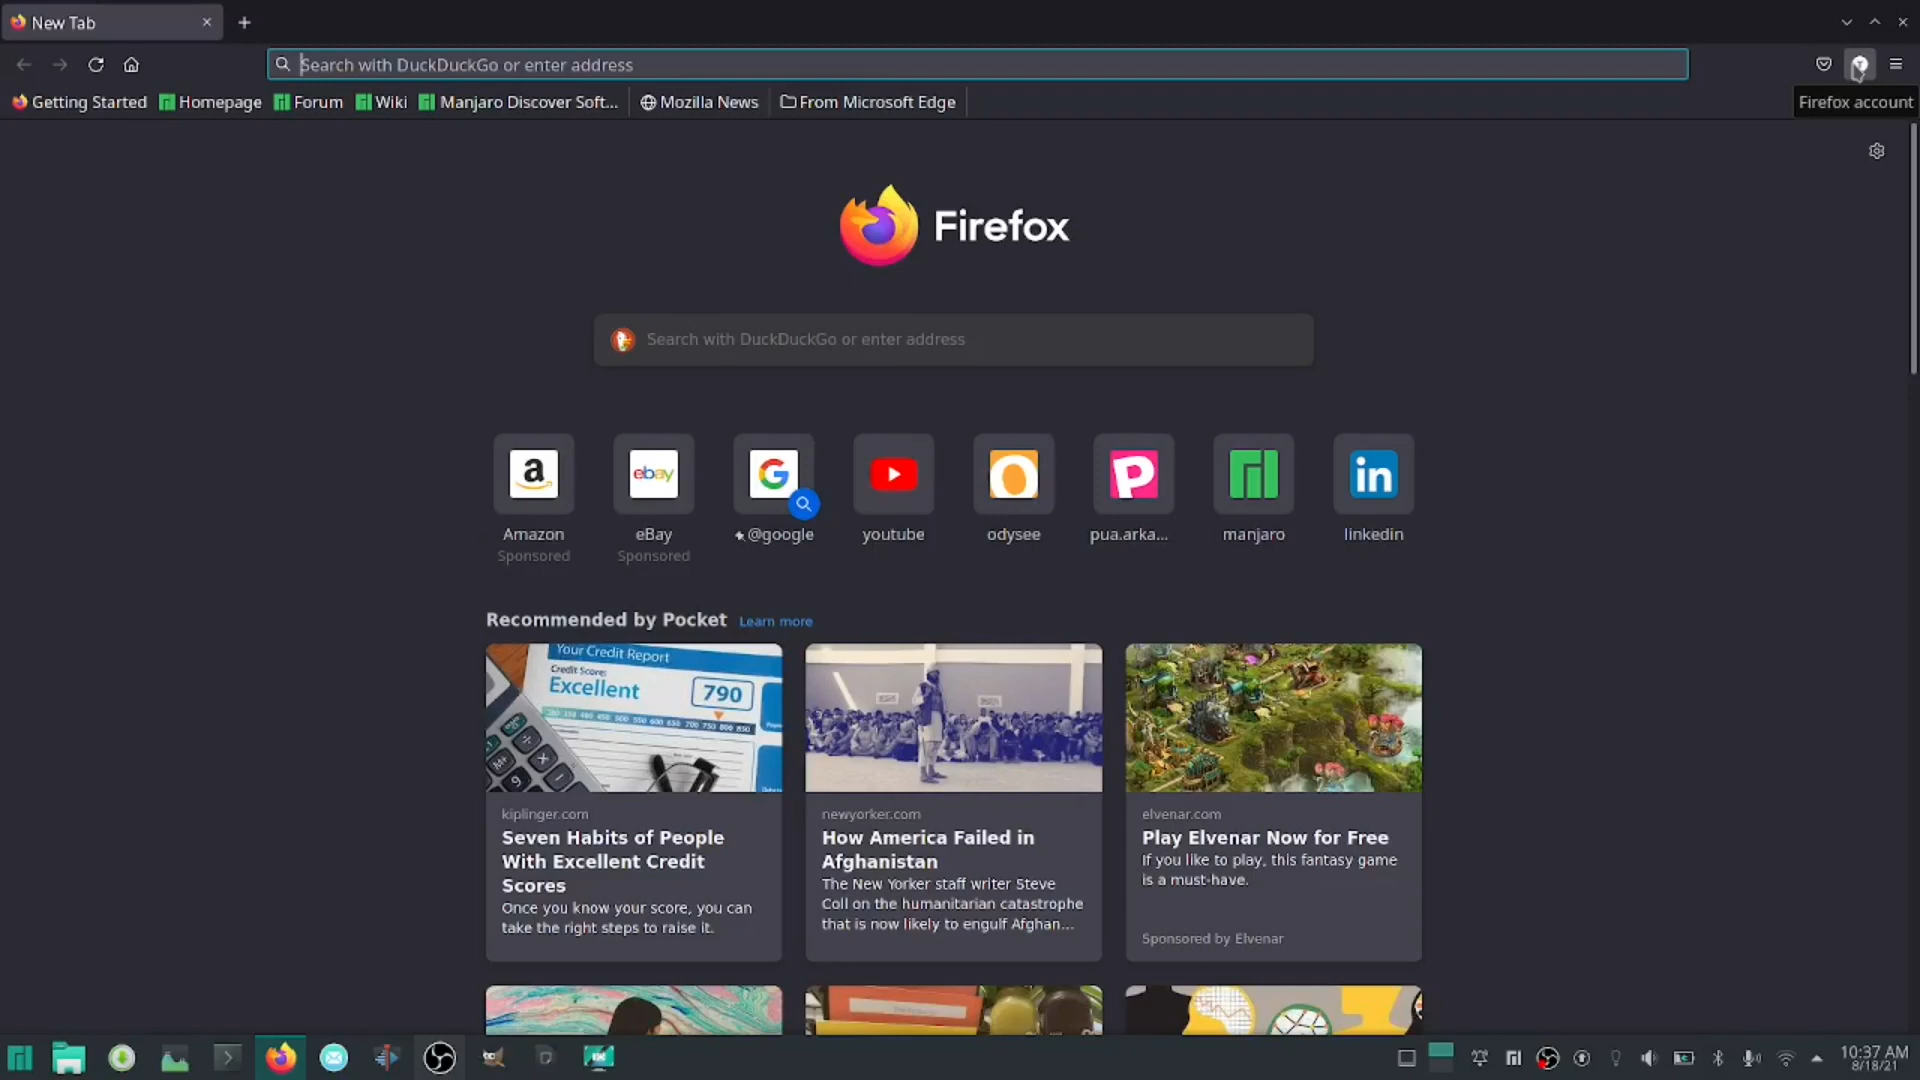 New Tab
Search with DuckDuckGo or enter address
Getting Started Homepage Forum Wiki Manjaro Discover Soft... Mozilla News From Microsoft Edge
Firefox account
Firefox
Search with DuckDuckGo or enter address
a ebay G P in
Amazon eBay @google youtube odysee pua.arka... manjaro linkedin
Sponsored Sponsored
Recommended by Pocket Learn more
Your Credit Report
Credit Score:
Excellent 790
kiplinger.com
Seven Habits of People
With Excellent Credit
Scores
Once you know your score, you can
take the right steps to raise it.
newyorker.com
How America Failed in
Afghanistan
The New Yorker staff writer Steve
Coll on the humanitarian catastrophe
that is now likely to engulf Afghan...
elvenar.com
Play Elvenar Now for Free
If you like to play, this fantasy game
is a must-have.
Sponsored by Elvenar
10:37 AM
8/18/21